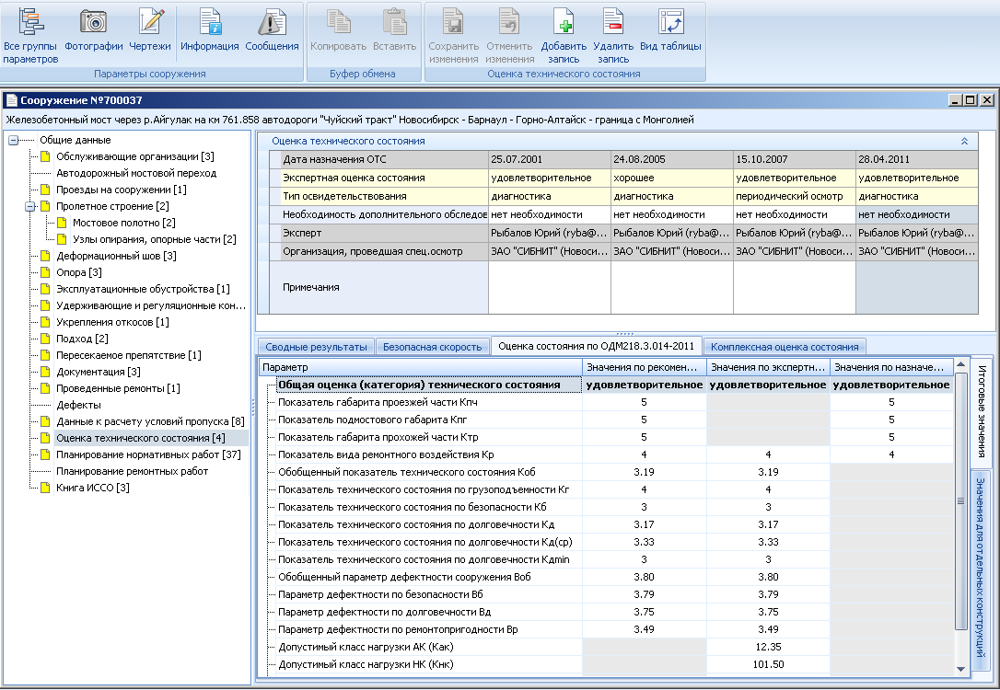 Все группы параметров
Фотографии
Чертежи
Информация
Сообщения
Копировать
Вставить
Сохранить изменения
Отменить изменения
Добавить запись
Удалить запись
Вид таблицы
Параметры сооружения
Буфер обмена
Оценка технического состояния
Сооружение №700037
Железобетонный мост через р.Айгулак на км 761.858 автодороги "Чуйский тракт" Новосибирск - Барнаул - Горно-Алтайск - граница с Монголией
Общие данные
Обслуживающие организации [3]
Автодорожный мостовой переход
Проезды на сооружении [1]
Пролетное строение [2]
Мостовое полотно [2]
Узлы опирания, опорные части [2]
Деформационный шов [3]
Опора [3]
Эксплуатационные обустройства [1]
Удерживающие и регуляционные кон...
Укрепления откосов [1]
Подход [2]
Пересекаемое препятствие [1]
Документация [3]
Проведенные ремонты [1]
Дефекты
Данные к расчету условий пропуска [8]
Оценка технического состояния [4]
Планирование нормативных работ [37]
Планирование ремонтных работ
Книга ИССО [3]
Оценка технического состояния
Дата назначения ОТС 25.07.2001 24.08.2005 15.10.2007 28.04.2011
Экспертная оценка состояния удовлетворительное хорошее удовлетворительное удовлетворительное
Тип освидетельствования диагностика диагностика периодический осмотр диагностика
Необходимость дополнительного обследов нет необходимости нет необходимости нет необходимости нет необходимости
Эксперт Рыбалов Юрий (ryba@... Рыбалов Юрий (ryba@... Рыбалов Юрий (ryba@... Рыбалов Юрий (ryba@...
Организация, проведшая спец.осмотр ЗАО "СИБНИТ" (Новоси... ЗАО "СИБНИТ" (Новоси... ЗАО "СИБНИТ" (Новоси... ЗАО "СИБНИТ" (Новоси...
Примечания
Сводные результаты Безопасная скорость Оценка состояния по ОДМ218.3.014-2011 Комплексная оценка состояния
Параметр Значения по рекомен... Значения по экспертн... Значения по назначе...
Общая оценка (категория) технического состояния удовлетворительное удовлетворительное удовлетворительное
Показатель габарита проезжей части Кпч 5 5
Показатель подмостового габарита Кпг 5 5
Показатель габарита прохожей части Ктр 5 5
Показатель вида ремонтного воздействия Кр 4 4 4
Обобщенный показатель технического состояния Коб 3.19 3.19
Показатель технического состояния по грузоподъемности Кг 4 4
Показатель технического состояния по безопасности Кб 3 3
Показатель технического состояния по долговечности Кд 3.17 3.17
Показатель технического состояния по долговечности Кд(ср) 3.33 3.33
Показатель технического состояния по долговечности Кдmin 3 3
Обобщенный параметр дефектности сооружения Воб 3.80 3.80
Параметр дефектности по безопасности Вб 3.79 3.79
Параметр дефектности по долговечности Вд 3.75 3.75
Параметр дефектности по ремонтопригодности Вр 3.49 3.49
Допустимый класс нагрузки АК (Как) 12.35
Допустимый класс нагрузки НК (Кнк) 101.50
Итоговые значения
Значения для отдельных конструкций